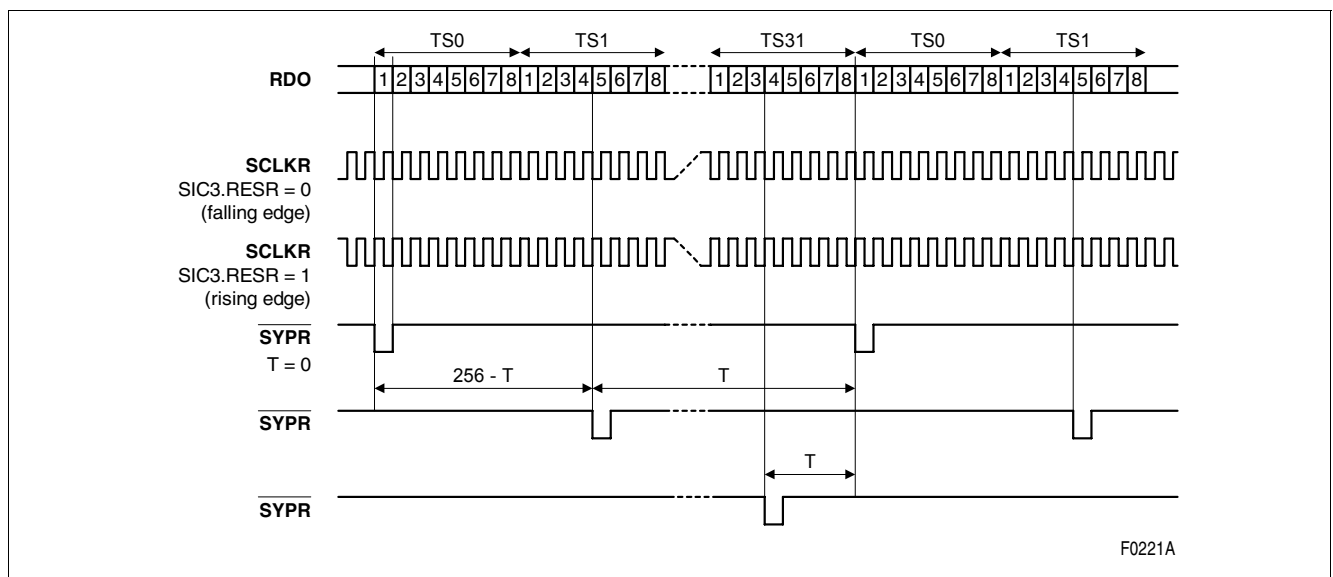 TS0 TS1 TS31 TS0 TS1
RDO 1 2 3 4 5 6 7 8 1 2 3 4 5 6 7 8 1 2 3 4 5 6 7 8 1 2 3 4 5 6 7 8 1 2 3 4 5 6 7 8
SCLKR
SIC3.RESR = 0
(falling edge)
SCLKR
SIC3.RESR = 1
(rising edge)
SYPR
T = 0
256 - T T
SYPR
T
SYPR
F0221A